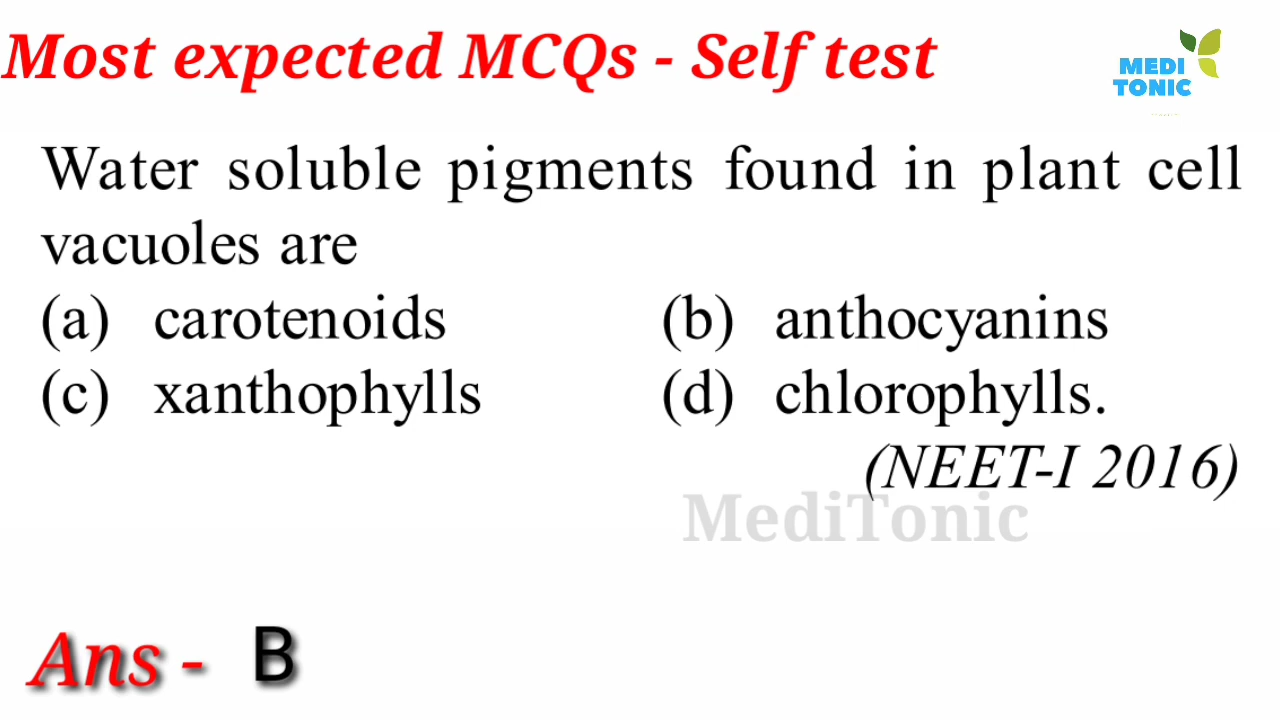 Most expected MCQs - Self test
MEDI
TONIC
Water soluble pigments found in plant cell
vacuoles are
(a) carotenoids (b) anthocyanins
(c) xanthophylls (d) chlorophylls.
(NEET-I 2016)
MediTonic
Ans - B